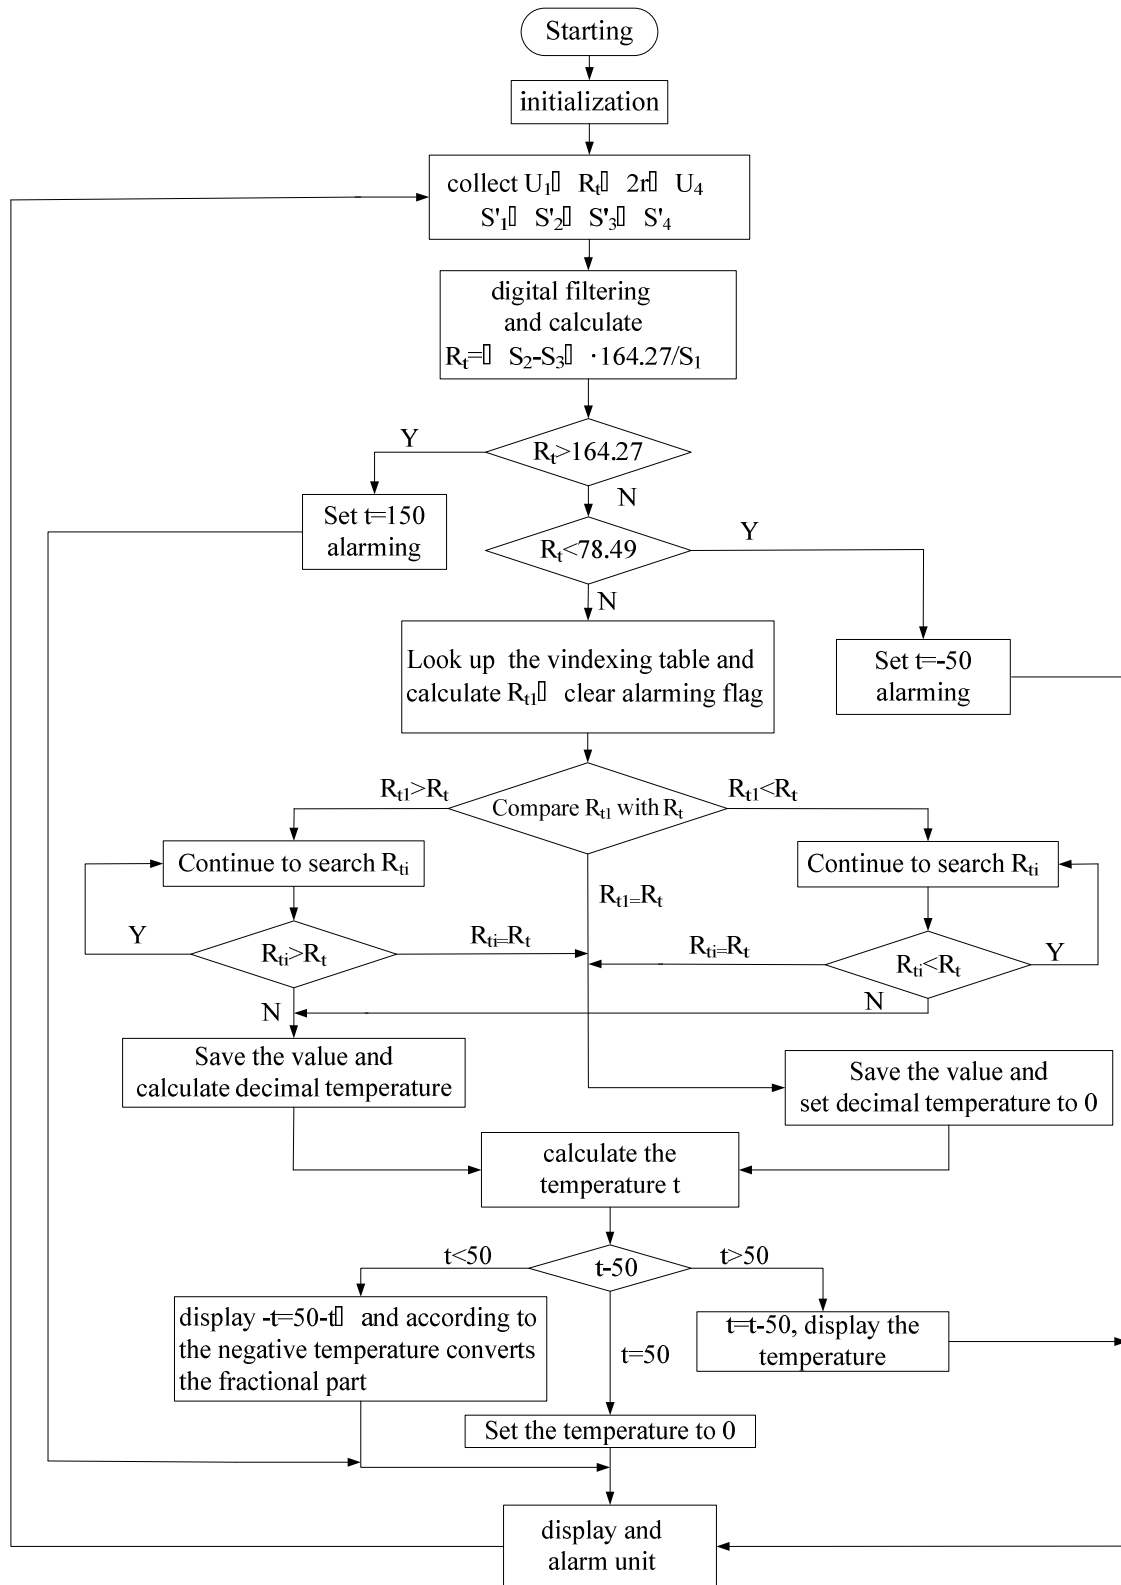 Starting
initialization
collect U₁▯ Rₜ▯ 2r▯ U₄
S'₁▯ S'₂▯ S'₃▯ S'₄
digital filtering
and calculate
Rₜ=▯ S₂-S₃▯ ·164.27/S₁
Y
Rₜ>164.27
N
Set t=150
alarming
Y
Rₜ<78.49
N
Look up the vindexing table and
calculate Rₜ₁▯ clear alarming flag
Set t=-50
alarming
Rₜ₁>Rₜ
Compare Rₜ₁ with Rₜ
Rₜ₁<Rₜ
Continue to search Rₜᵢ
Continue to search Rₜᵢ
Rₜ₁=Rₜ
Y
Rₜᵢ>Rₜ
Rₜᵢ=Rₜ
Rₜᵢ=Rₜ
Rₜᵢ<Rₜ
Y
N
N
Save the value and
calculate decimal temperature
Save the value and
set decimal temperature to 0
calculate the
temperature t
t<50
t-50
t>50
display -t=50-t▯ and according to
the negative temperature converts
the fractional part
t=50
t=t-50, display the
temperature
Set the temperature to 0
display and
alarm unit